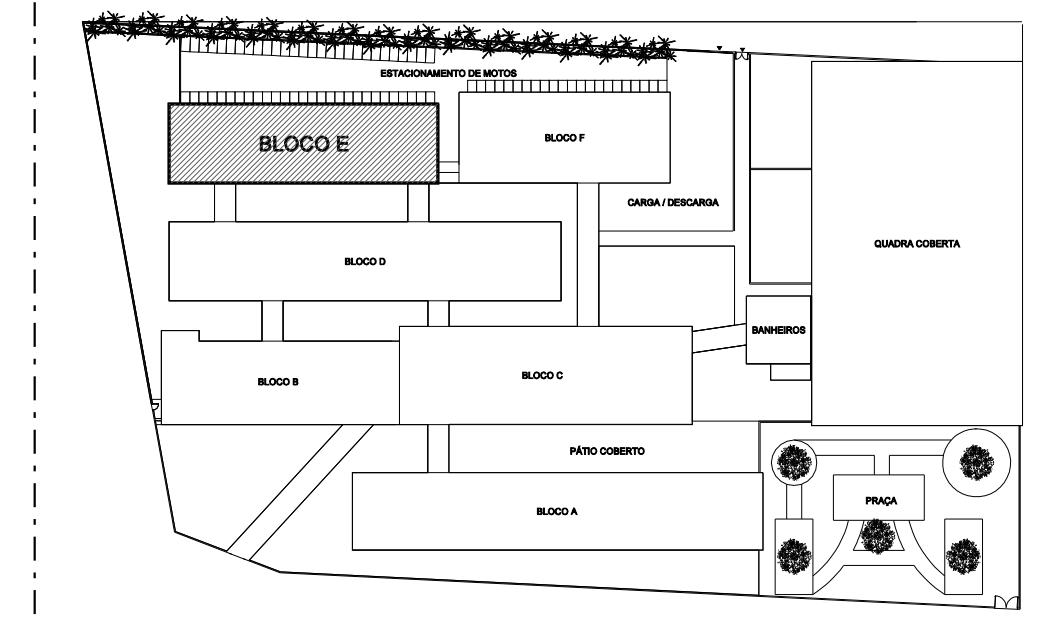 ESTACIONAMENTO DE MOTOS
BLOCO E
BLOCO F
CARGA / DESCARGA
QUADRA COBERTA
BLOCO D
BANHEIROS
BLOCO B
BLOCO C
PÁTIO COBERTO
PRAÇA
BLOCO A